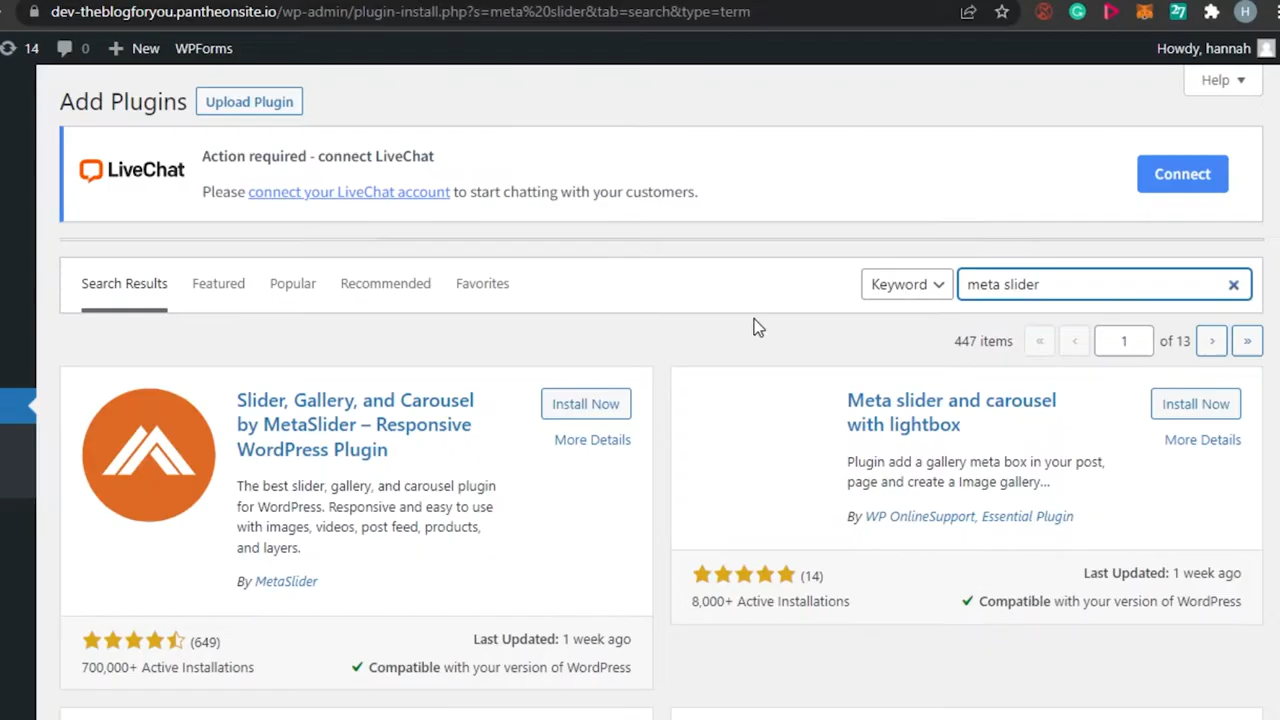 dev-theblogforyou.pantheonsite.io/wp-admin/plugin-install.php?s=meta%20slider&tab=search&type=term
27
H
14
0
New
WPForms
Howdy, hannah
Help
Add Plugins
Upload Plugin
LiveChat
Action required - connect LiveChat
Please connect your LiveChat account to start chatting with your customers.
Connect
Search Results
Featured
Popular
Recommended
Favorites
Keyword
meta slider
447 items
«
‹
1
of 13
›
»
Slider, Gallery, and Carousel
by MetaSlider – Responsive
WordPress Plugin
Install Now
More Details
The best slider, gallery, and carousel plugin
for WordPress. Responsive and easy to use
with images, videos, post feed, products,
and layers.
By MetaSlider
(649)
700,000+ Active Installations
Last Updated: 1 week ago
Compatible with your version of WordPress
Meta slider and carousel
with lightbox
Install Now
More Details
Plugin add a gallery meta box in your post,
page and create a Image gallery...
By WP OnlineSupport, Essential Plugin
(14)
8,000+ Active Installations
Last Updated: 1 week ago
Compatible with your version of WordPress